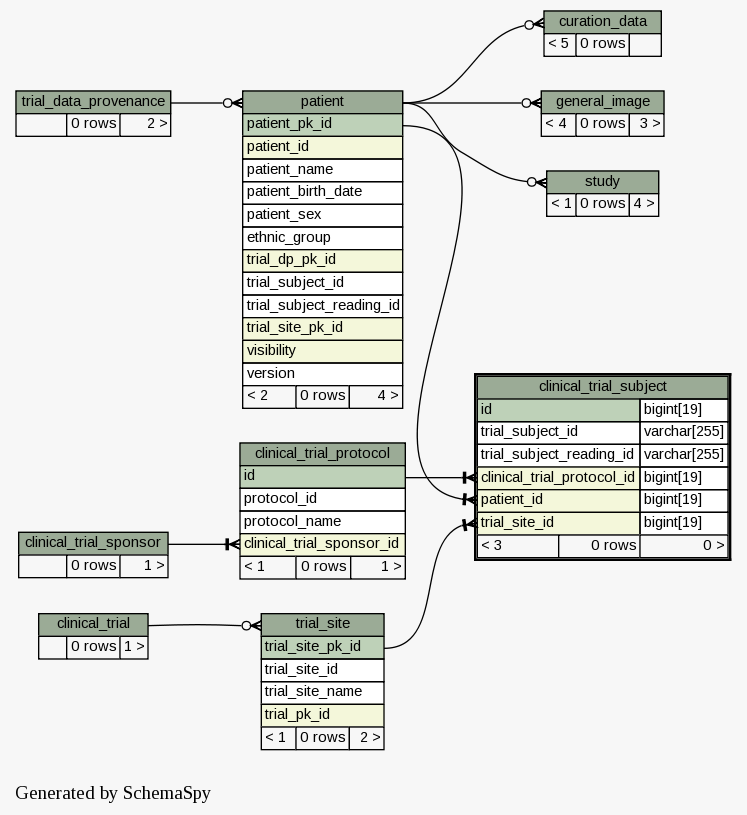 curation_data
< 5 0 rows
trial_data_provenance
0 rows 2 >
patient
patient_pk_id
patient_id
patient_name
patient_birth_date
patient_sex
ethnic_group
trial_dp_pk_id
trial_subject_id
trial_subject_reading_id
trial_site_pk_id
visibility
version
< 2 0 rows 4 >
general_image
< 4 0 rows 3 >
study
< 1 0 rows 4 >
clinical_trial_subject
id bigint[19]
trial_subject_id varchar[255]
trial_subject_reading_id varchar[255]
clinical_trial_protocol_id bigint[19]
patient_id bigint[19]
trial_site_id bigint[19]
< 3 0 rows 0 >
clinical_trial_protocol
id
protocol_id
protocol_name
clinical_trial_sponsor_id
< 1 0 rows 1 >
clinical_trial_sponsor
0 rows 1 >
clinical_trial
0 rows 1 >
trial_site
trial_site_pk_id
trial_site_id
trial_site_name
trial_pk_id
< 1 0 rows 2 >
Generated by SchemaSpy